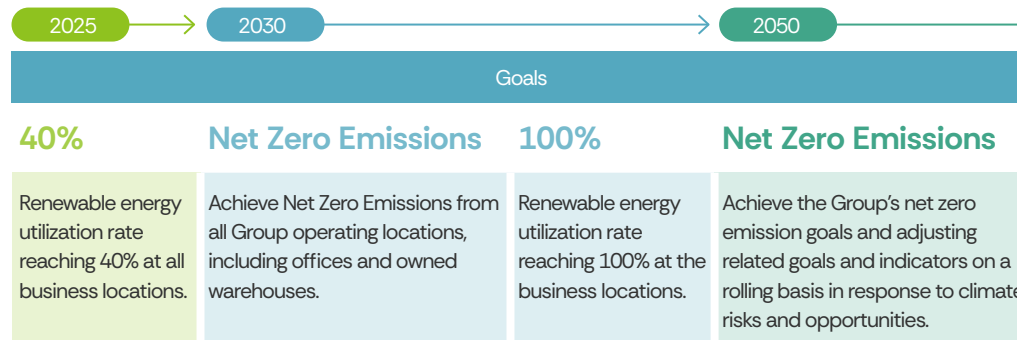 2025
2030
2050
Goals
40%
Net Zero Emissions
100%
Net Zero Emissions
Renewable energy
utilization rate
reaching 40% at all
business locations.
Achieve Net Zero Emissions from
all Group operating locations,
including offices and owned
warehouses.
Renewable energy
utilization rate
reaching 100% at the
business locations.
Achieve the Group's net zero
emission goals and adjusting
related goals and indicators on a
rolling basis in response to climate
risks and opportunities.